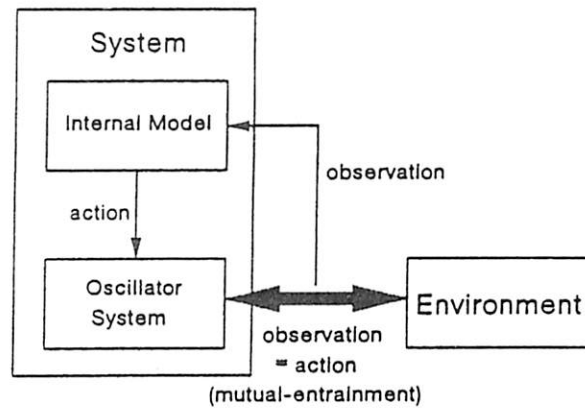 System
Internal Model
observation
action
Oscillator
System
Environment
observation
= action
(mutual-entrainment)